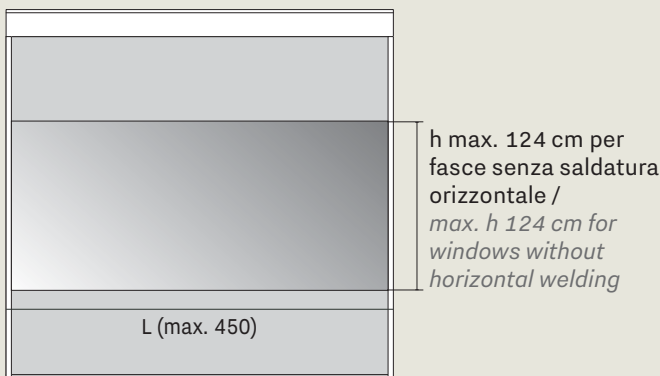 h max. 124 cm per
fasce senza saldatura
orizzontale /
max. h 124 cm for
windows without
horizontal welding
L (max. 450)